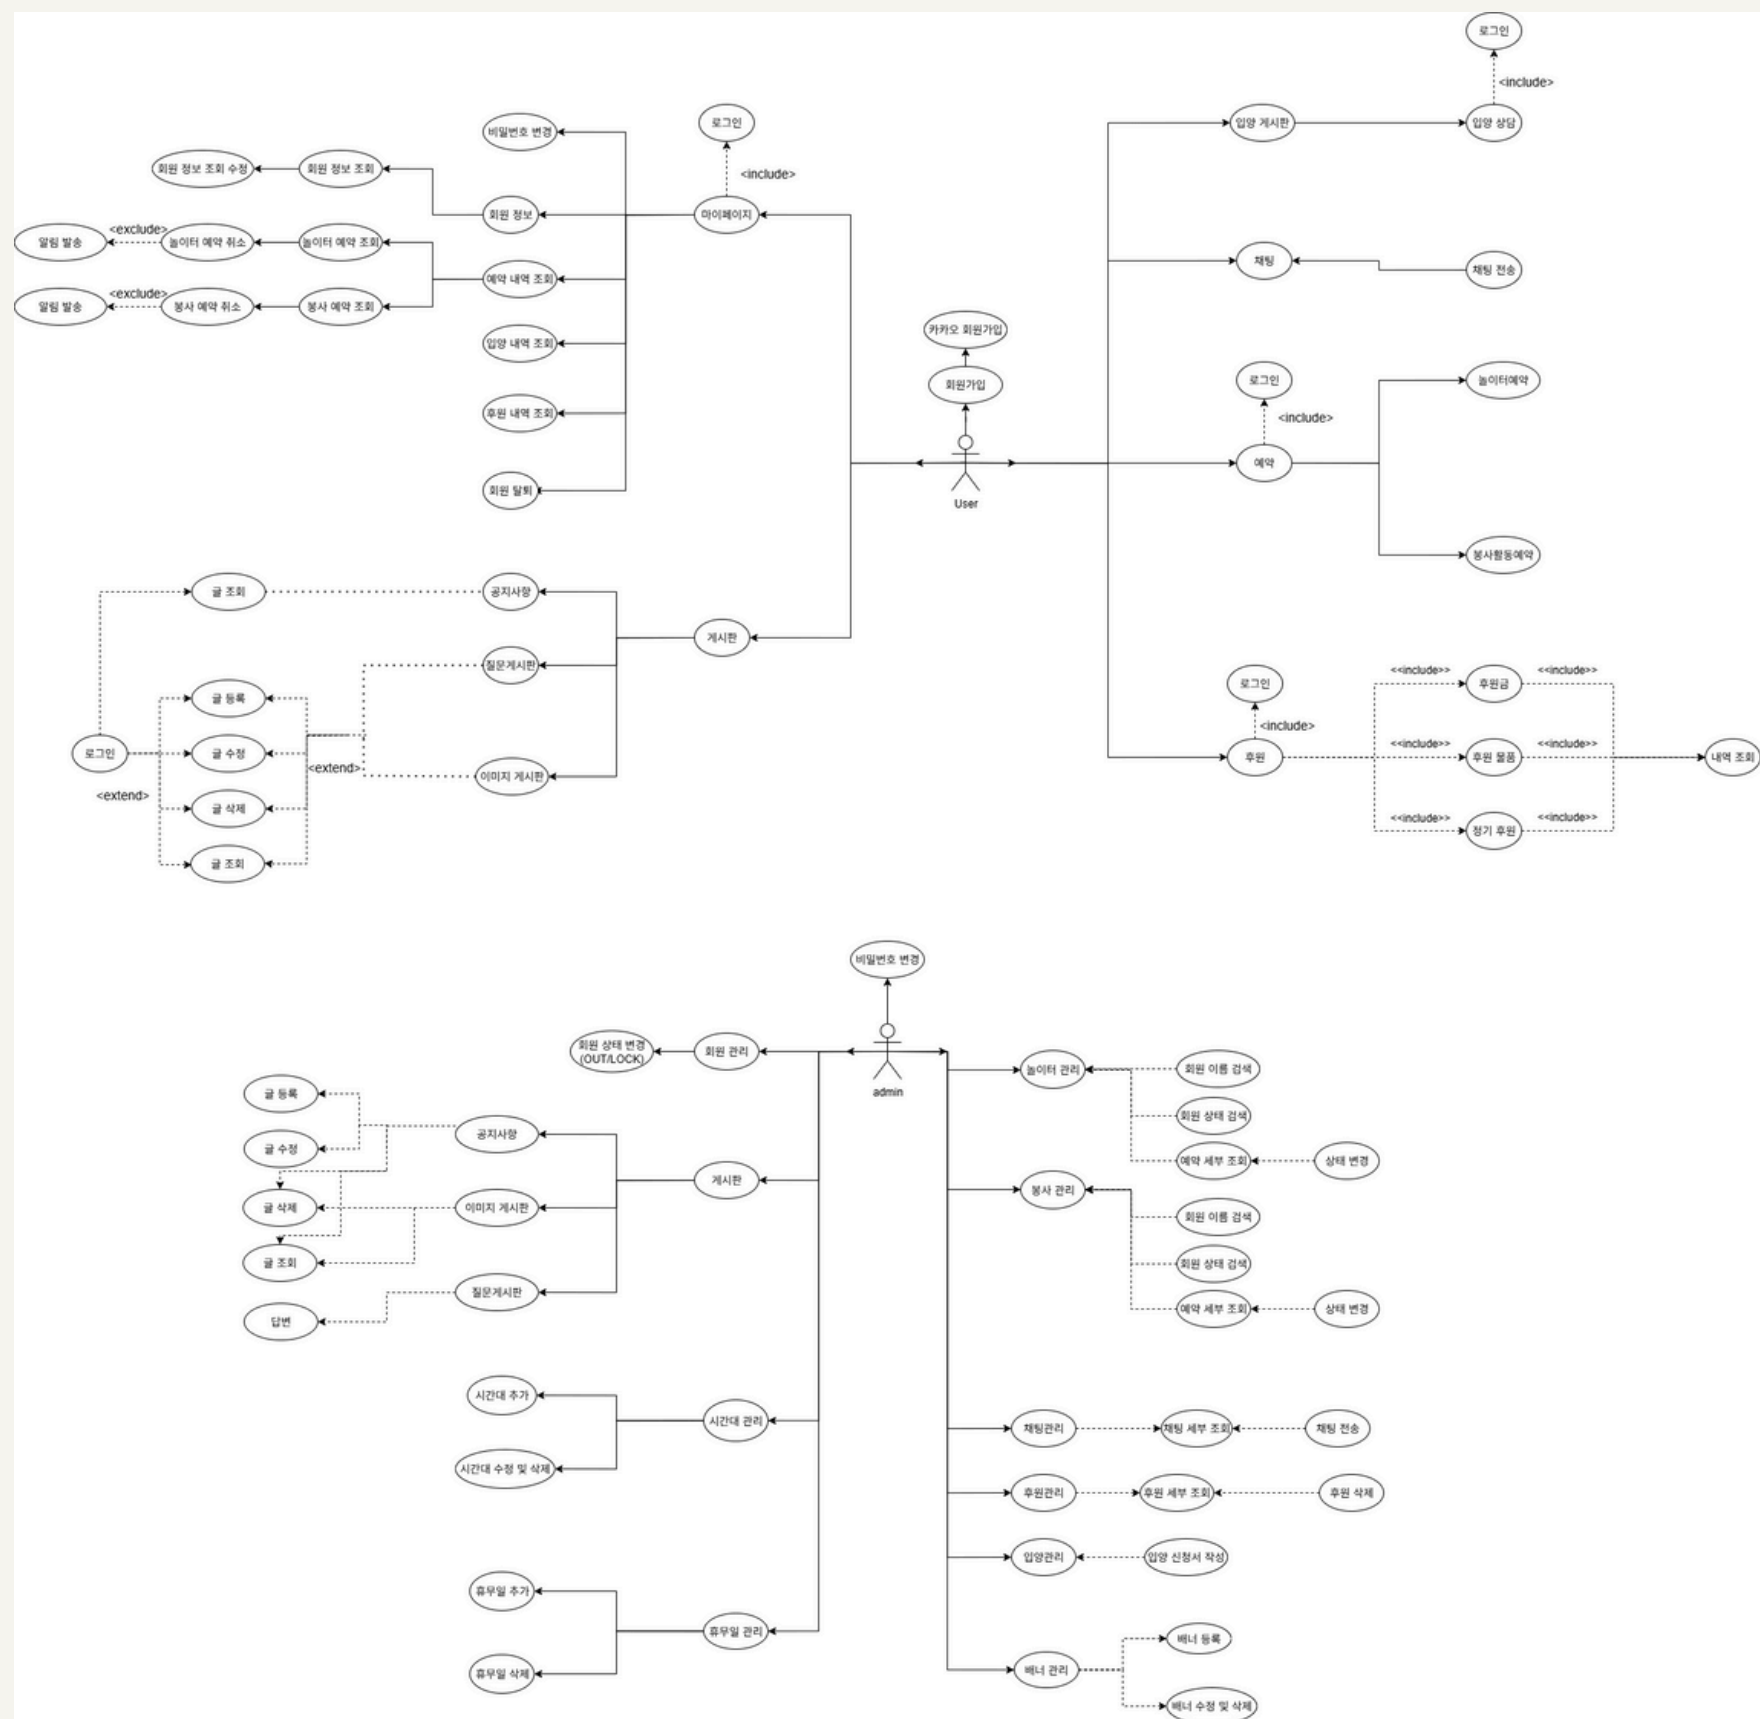 로그인
<include>
입양 게시판
입양 상담
로그인
<include>
비밀번호 변경
회원 정보 조회 수정
회원 정보 조회
회원 정보
마이페이지
알림 발송
<exclude>
놀이터 예약 취소
놀이터 예약 조회
예약 내역 조회
알림 발송
<exclude>
봉사 예약 취소
봉사 예약 조회
입양 내역 조회
후원 내역 조회
회원 탈퇴
채팅
채팅 전송
카카오 회원가입
회원가입
User
로그인
<include>
예약
놀이터예약
봉사활동예약
글 조회
공지사항
게시판
질문게시판
이미지 게시판
글 등록
글 수정
글 삭제
글 조회
로그인
<extend>
<extend>
로그인
<include>
후원
<<include>>
후원금
<<include>>
<<include>>
후원 물품
<<include>>
내역 조회
<<include>>
정기 후원
<<include>>
비밀번호 변경
admin
회원 상태 변경
(OUT/LOCK)
회원 관리
글 등록
글 수정
글 삭제
글 조회
답변
공지사항
이미지 게시판
질문게시판
게시판
시간대 추가
시간대 수정 및 삭제
시간대 관리
휴무일 추가
휴무일 삭제
휴무일 관리
놀이터 관리
회원 이름 검색
회원 상태 검색
예약 세부 조회
상태 변경
봉사 관리
회원 이름 검색
회원 상태 검색
예약 세부 조회
상태 변경
채팅관리
채팅 세부 조회
채팅 전송
후원관리
후원 세부 조회
후원 삭제
입양관리
입양 신청서 작성
배너 관리
배너 등록
배너 수정 및 삭제